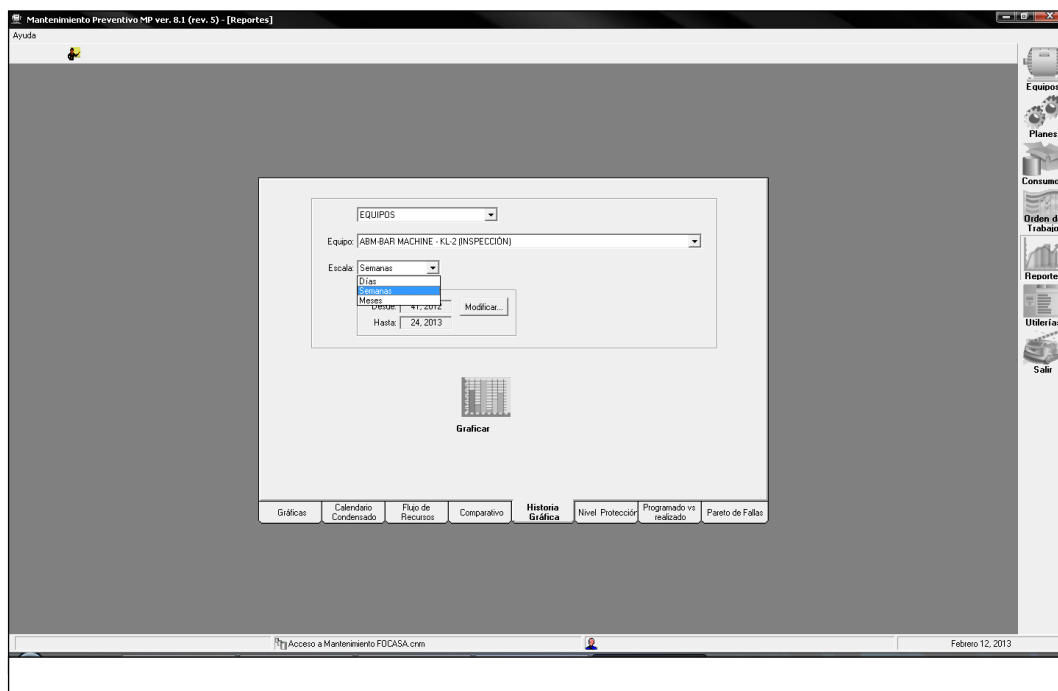 Mantenimiento Preventivo MP ver. 8.1 (rev. 5) - [Reportes]
Ayuda
Equipos
Planes
Consumo
Orden d
Trabajo
Reporte
Utilerías
Salir
EQUIPOS
Equipo: ABM-BAR MACHINE - KL-2 (INSPECCIÓN)
Escala: Semanas
Días
Semanas
Meses
Desde: 41, 2012
Modificar...
Hasta: 24, 2013
Graficar
Gráficas
Calendario
Condensado
Flujo de
Recursos
Comparativo
Historia
Gráfica
Nivel Protección
Programado vs
realizado
Pareto de Fallas
Acceso a Mantenimiento FOCASA.cnm
Febrero 12, 2013